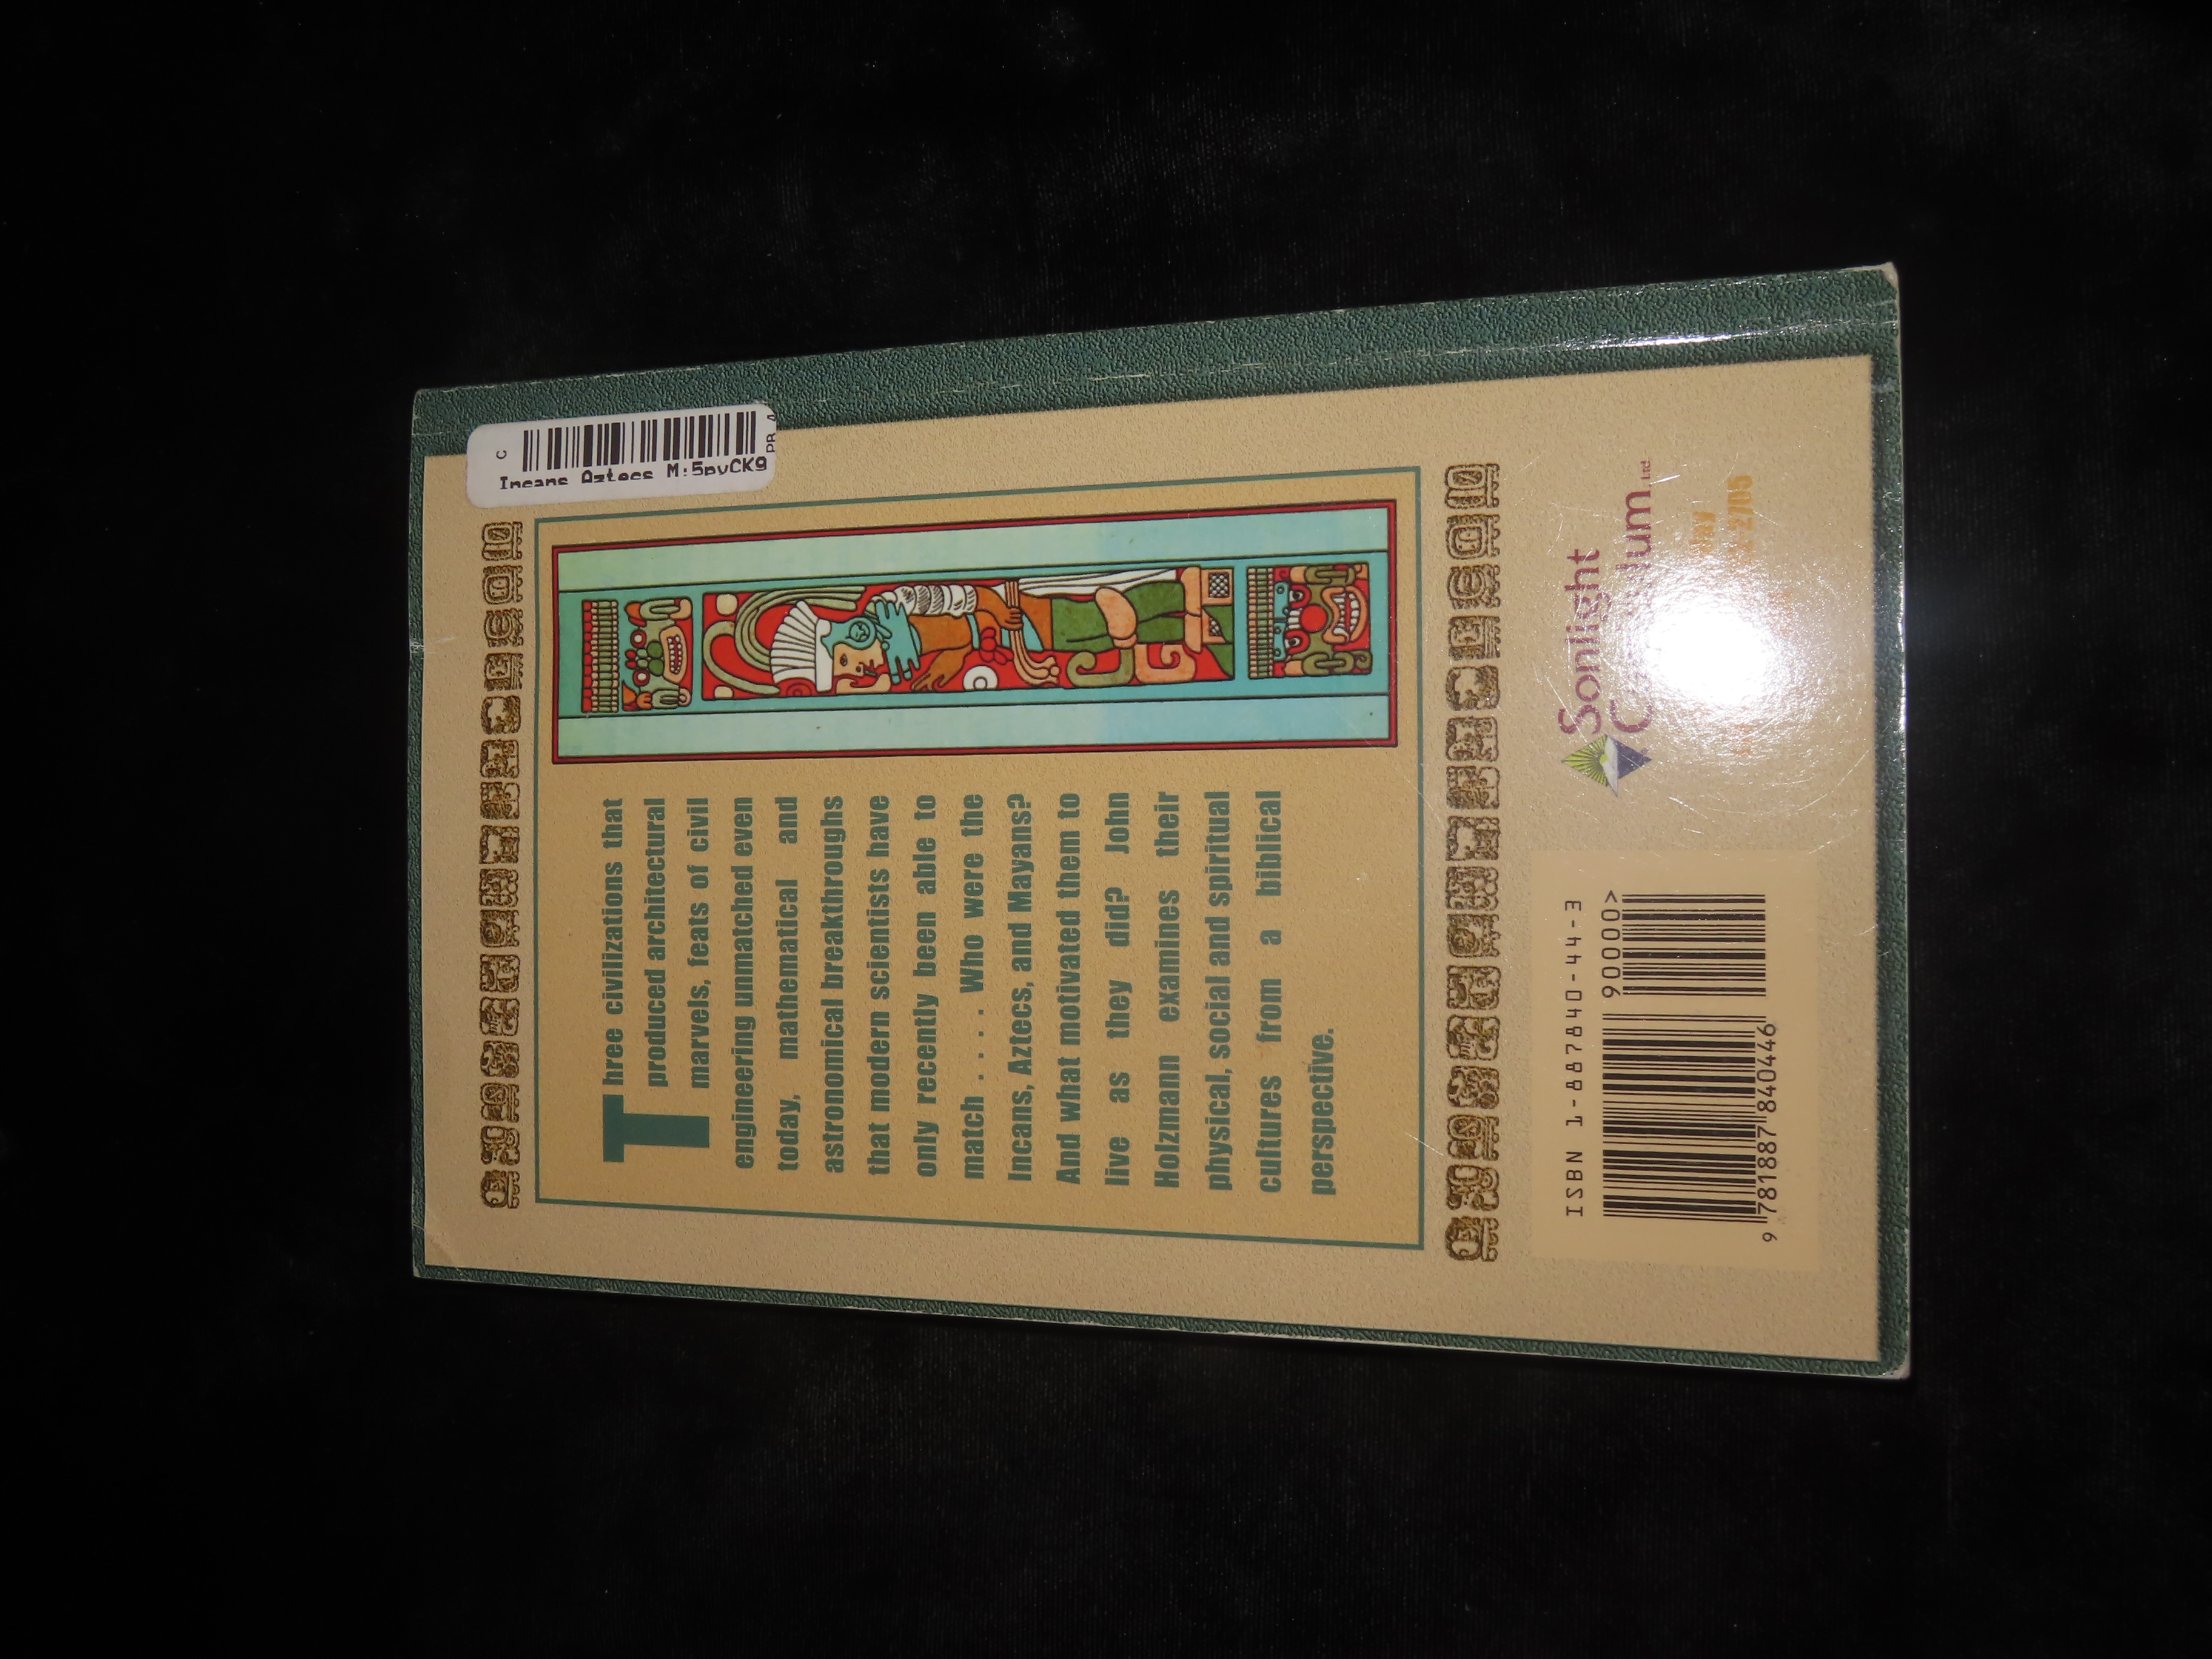 C
Incans Aztecs M:5pvCK9
Three civilizations that
produced architectural
marvels, feats of civil
engineering unmatched even
today, mathematical and
astronomical breakthroughs
that modern scientists have
only recently been able to
match . . . . . Who were the
Incans, Aztecs, and Mayans?
And what motivated them to
live as they did? John
Holzmann examines their
physical, social and spiritual
cultures from a biblical
perspective.
ISBN 1-887840-44-3
90000>
9 781887 840446
Sonlight
Ltd.